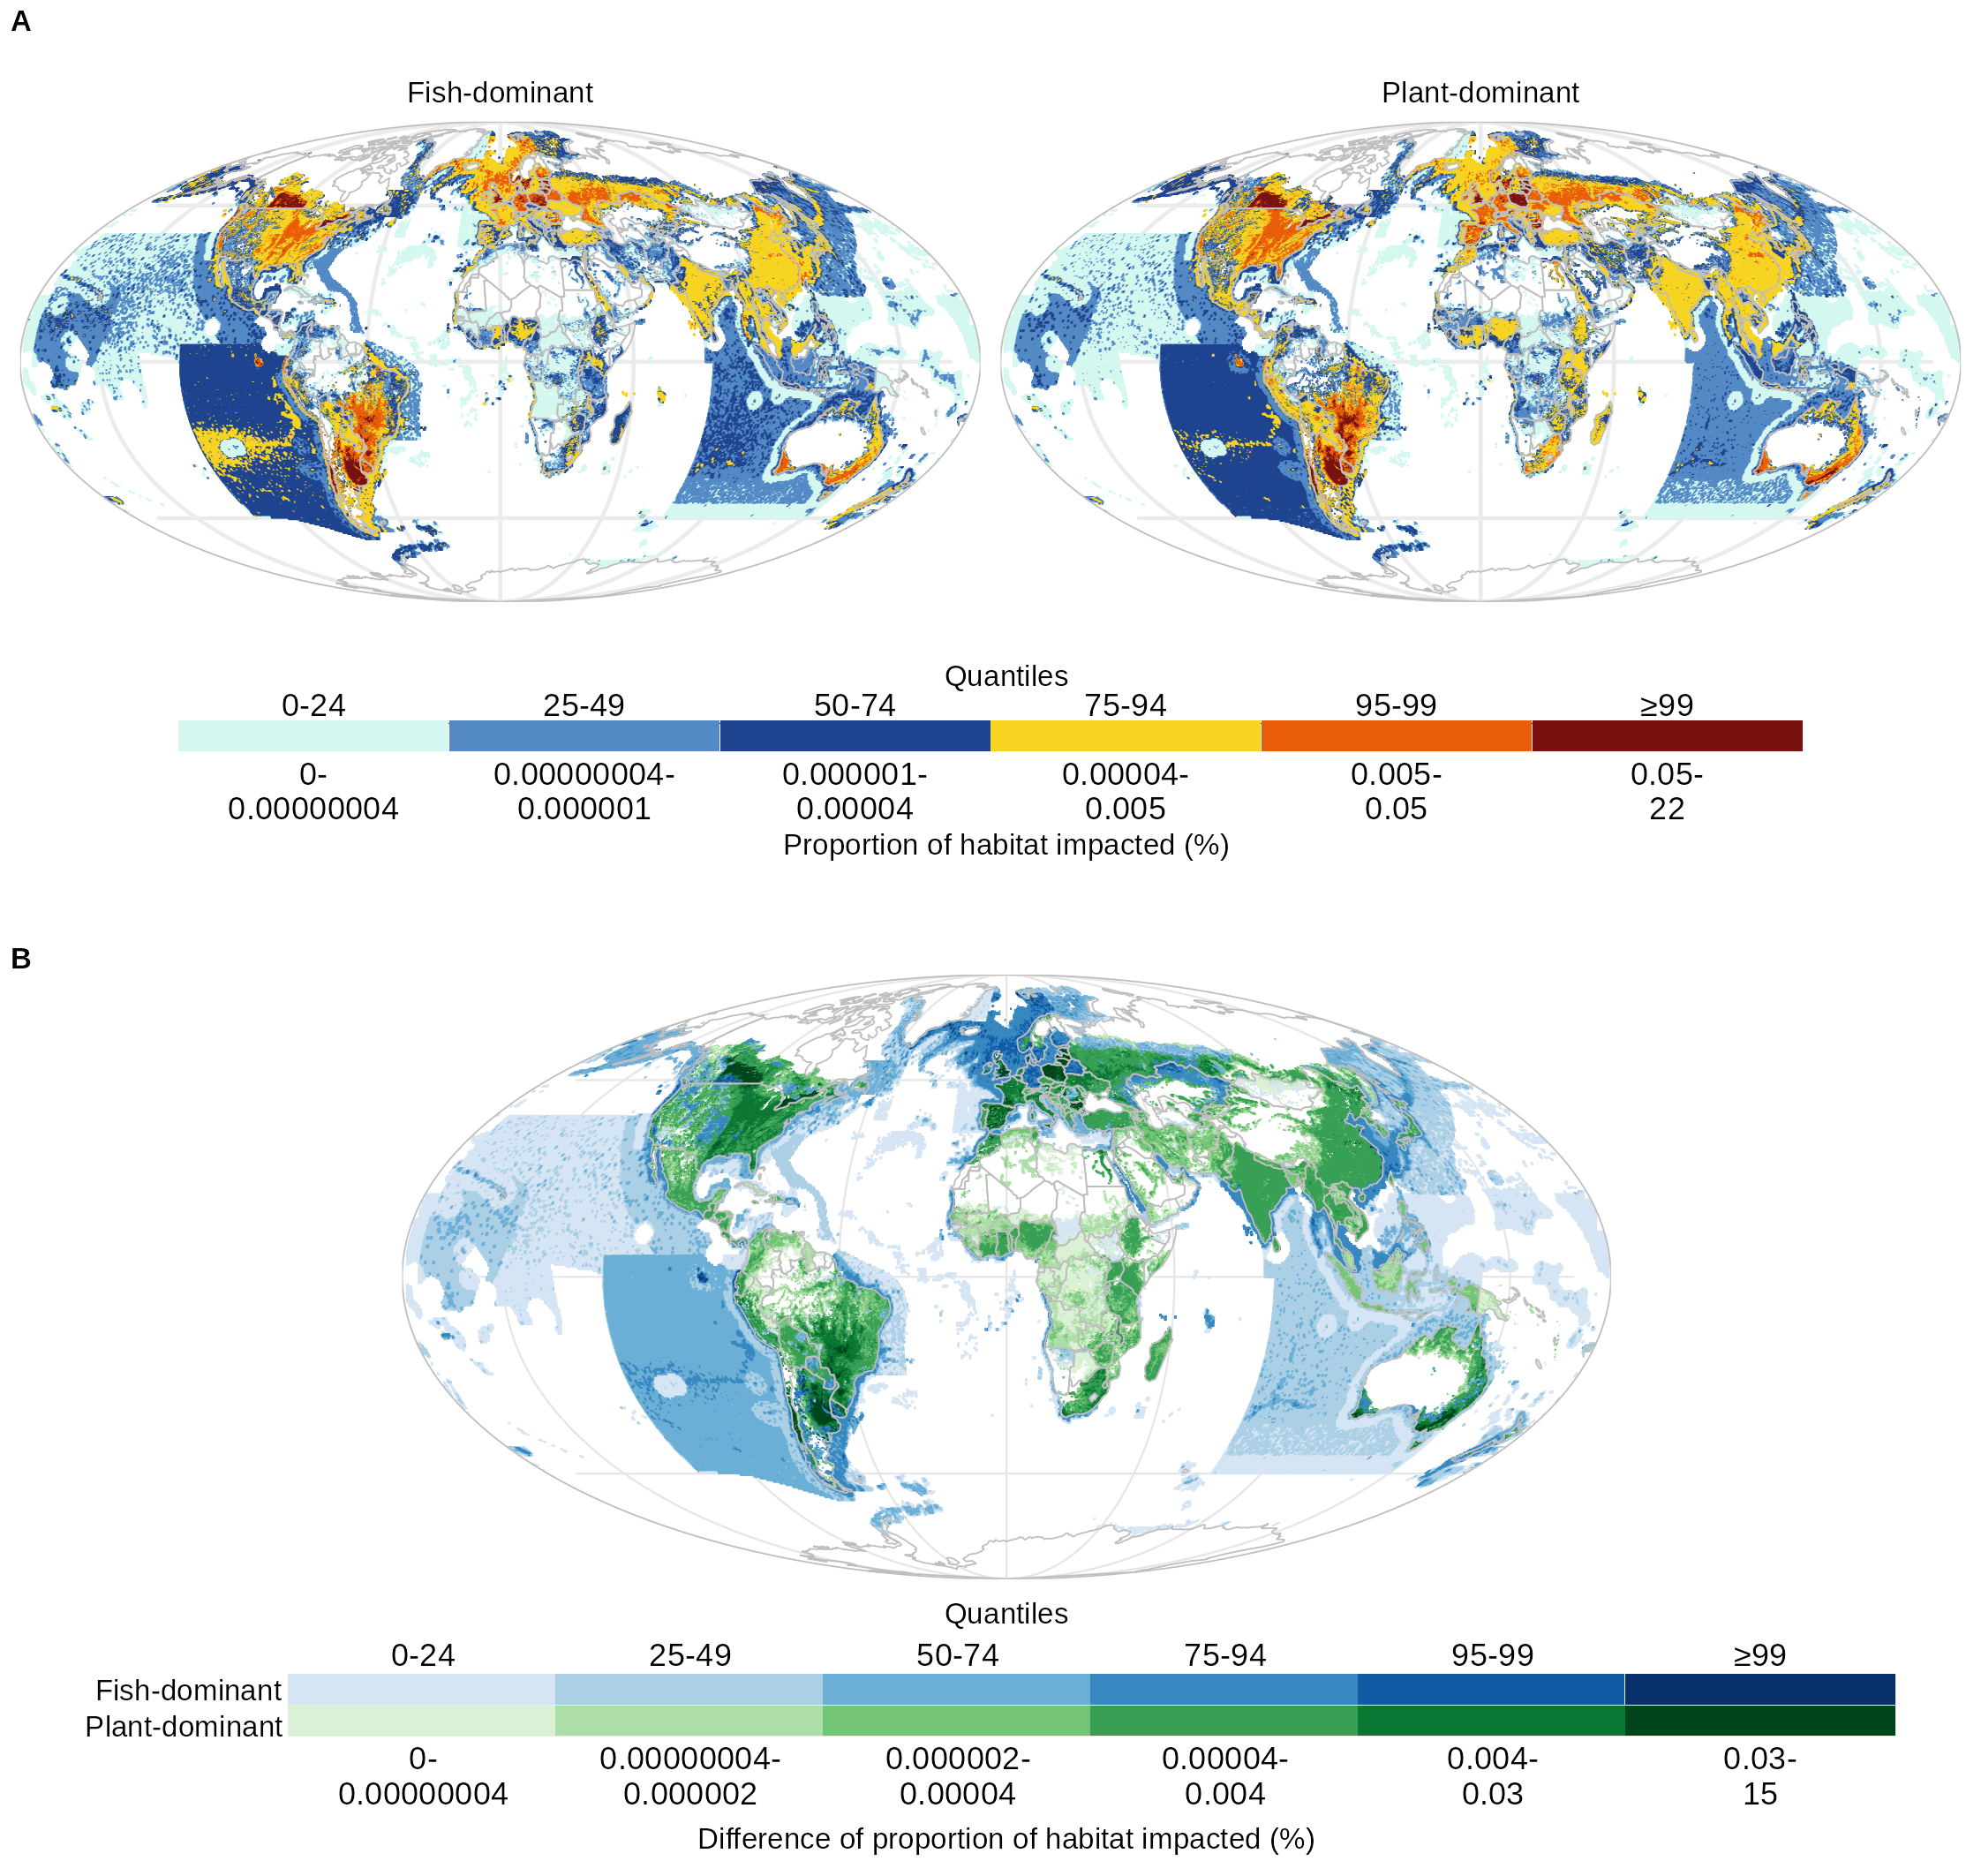 A
Fish-dominant
Plant-dominant
Quantiles
0-24 25-49 50-74 75-94 95-99 ≥99
0- 0.00000004- 0.000001- 0.00004- 0.005- 0.05-
0.00000004 0.000001 0.00004 0.005 0.05 22
Proportion of habitat impacted (%)
B
Quantiles
0-24 25-49 50-74 75-94 95-99 ≥99
Fish-dominant
Plant-dominant
0- 0.00000004- 0.000002- 0.00004- 0.004- 0.03-
0.00000004 0.000002 0.00004 0.004 0.03 15
Difference of proportion of habitat impacted (%)